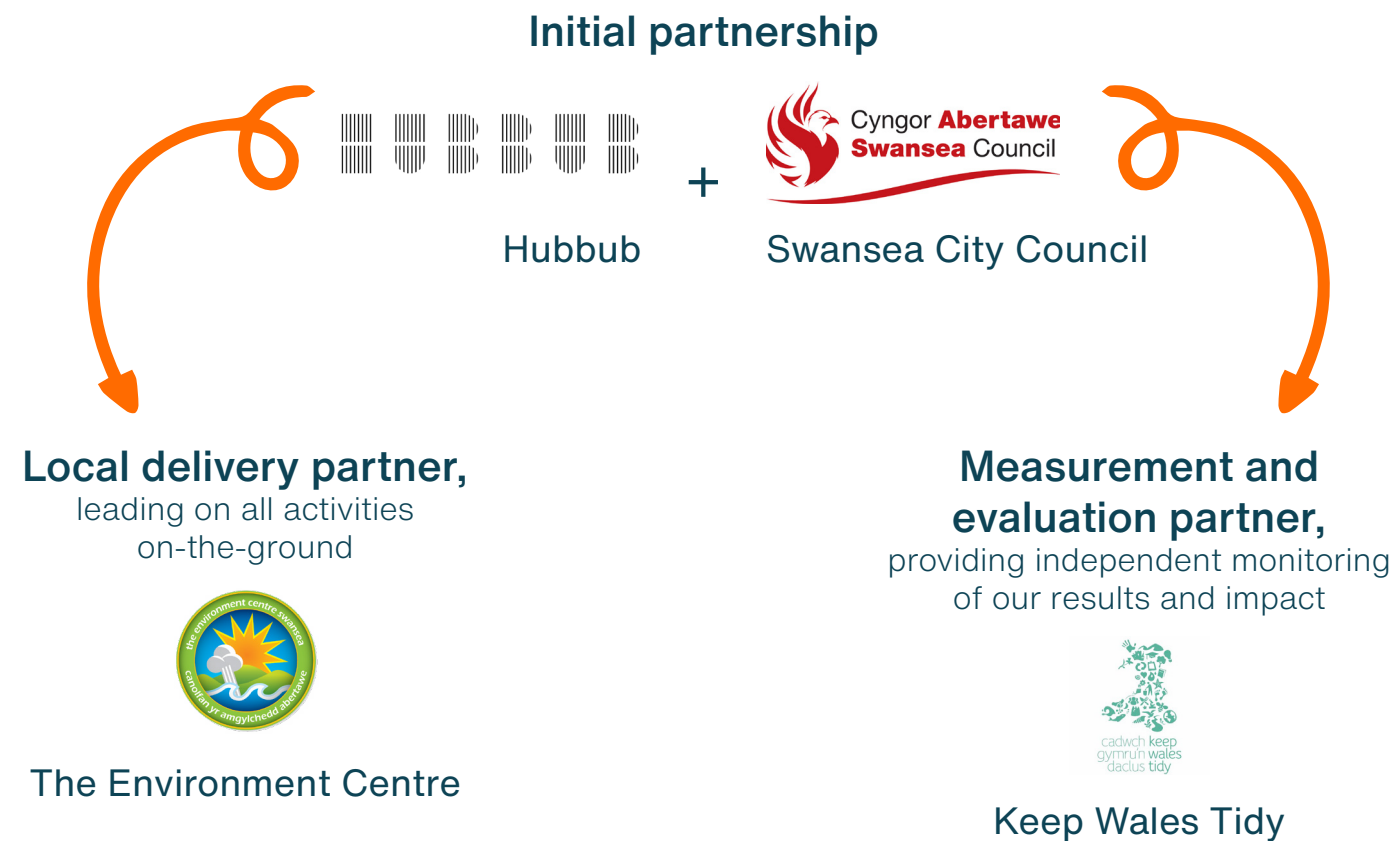 Initial partnership
HUBBUB
+
Cyngor Abertawe
Swansea Council
Hubbub
Swansea City Council
Local delivery partner,
leading on all activities
on-the-ground
the environment centre swansea
canolfan yr amgylchedd abertawe
The Environment Centre
Measurement and
evaluation partner,
providing independent monitoring
of our results and impact
cadwch keep
gymru'n wales
daclus tidy
Keep Wales Tidy